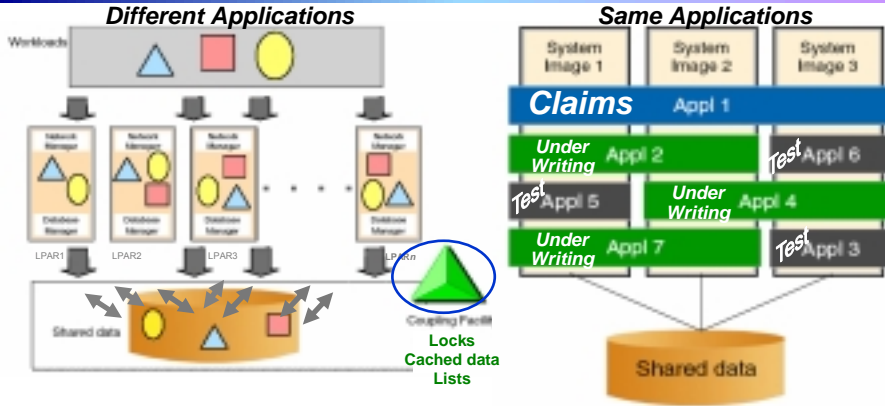 Different Applications
Workloads
Network
Manager
Database
Manager
Network
Manager
Database
Manager
Network
Manager
Database
Manager
Network
Manager
Database
Manager
LPAR1
LPAR2
LPAR3
LPARn
Shared data
Coupling Facili
Locks
Cached data
Lists
Same Applications
System
Image 1
System
Image 2
System
Image 3
Claims Appl 1
Under
Writing Appl 2
Test Appl 6
Test Appl 5
Under
Writing Appl 4
Under
Writing Appl 7
Test Appl 3
Shared data